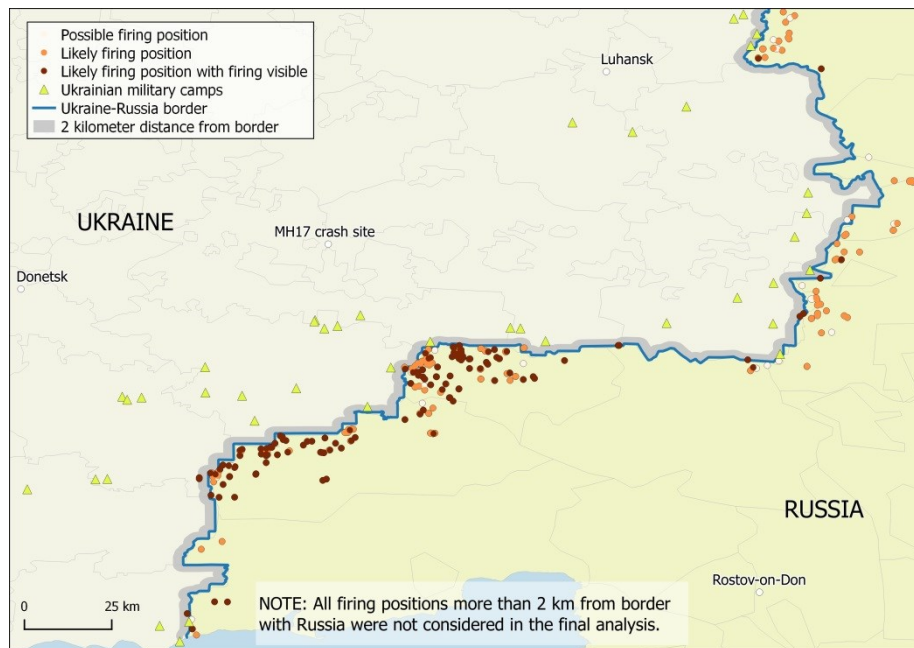 Possible firing position
Likely firing position
Likely firing position with firing visible
Ukrainian military camps
Ukraine-Russia border
2 kilometer distance from border
Luhansk
UKRAINE
MH17 crash site
Donetsk
RUSSIA
Rostov-on-Don
0 25 km
NOTE: All firing positions more than 2 km from border
with Russia were not considered in the final analysis.